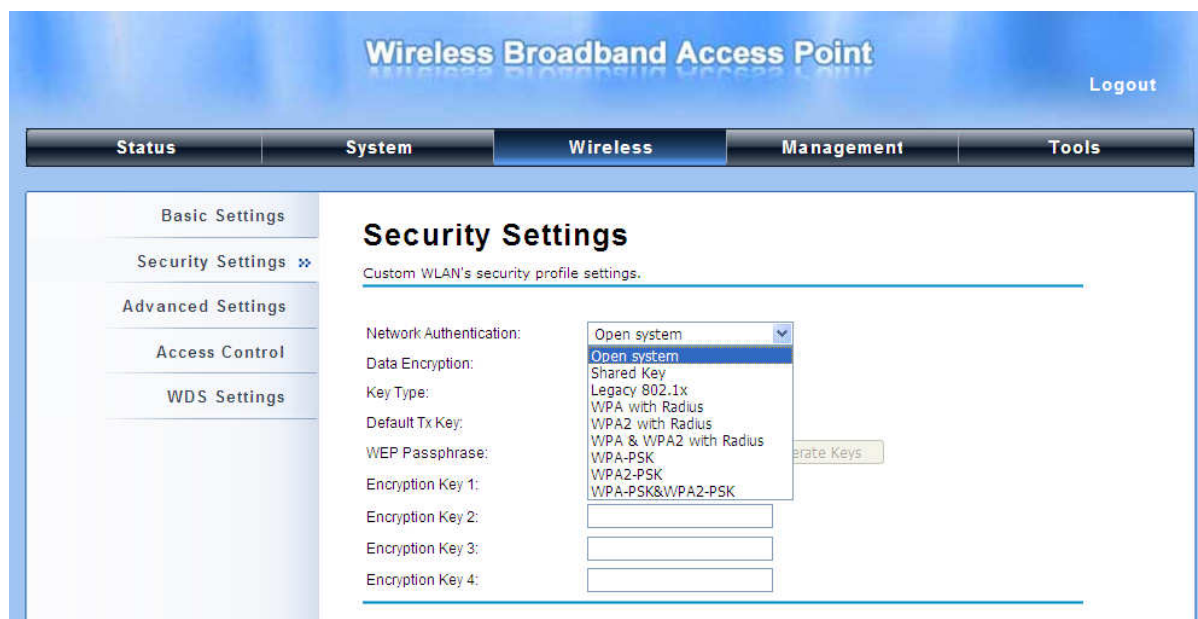 Wireless Broadband Access Point
Logout
Status System Wireless Management Tools
Basic Settings
Security Settings
Advanced Settings
Access Control
WDS Settings
Security Settings
Custom WLAN's security profile settings.
Network Authentication: Open system
Open system
Shared Key
Legacy 802.1x
WPA with Radius
WPA2 with Radius
WPA & WPA2 with Radius
WPA-PSK
WPA2-PSK
WPA-PSK&WPA2-PSK
Data Encryption:
Key Type:
Default Tx Key:
WEP Passphrase: erate Keys
Encryption Key 1:
Encryption Key 2:
Encryption Key 3:
Encryption Key 4: